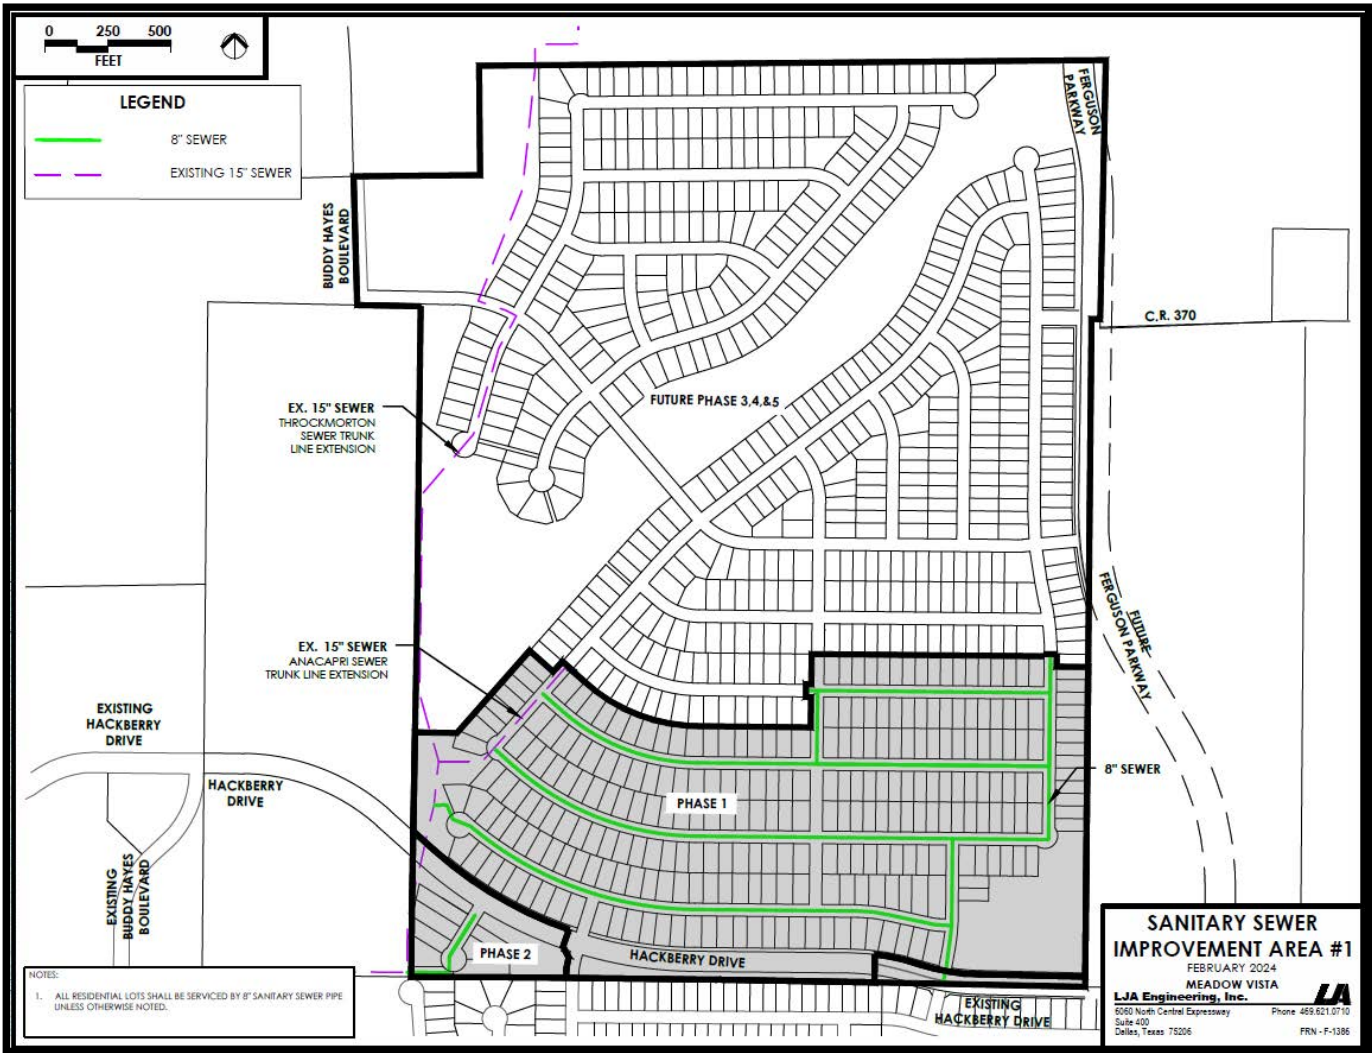 0 250 500
FEET
LEGEND
8" SEWER
EXISTING 15" SEWER
BUDDY HAYES
BOULEVARD
FERGUSON
PARKWAY
C.R. 370
EX. 15" SEWER
THROCKMORTON
SEWER TRUNK
LINE EXTENSION
FUTURE PHASE 3,4,&5
FUTURE
FERGUSON PARKWAY
EX. 15" SEWER
ANACAPRI SEWER
TRUNK LINE EXTENSION
EXISTING
HACKBERRY
DRIVE
HACKBERRY
DRIVE
8" SEWER
PHASE 1
EXISTING
BUDDY HAYES
BOULEVARD
PHASE 2
HACKBERRY DRIVE
EXISTING
HACKBERRY DRIVE
NOTES:
1. ALL RESIDENTIAL LOTS SHALL BE SERVICED BY 8" SANITARY SEWER PIPE
UNLESS OTHERWISE NOTED.
SANITARY SEWER
IMPROVEMENT AREA #1
FEBRUARY 2024
MEADOW VISTA
LJA Engineering, Inc.
6060 North Central Expressway Phone 469.621.0710
Suite 400
Dallas, Texas 75206 FRN - F-1386